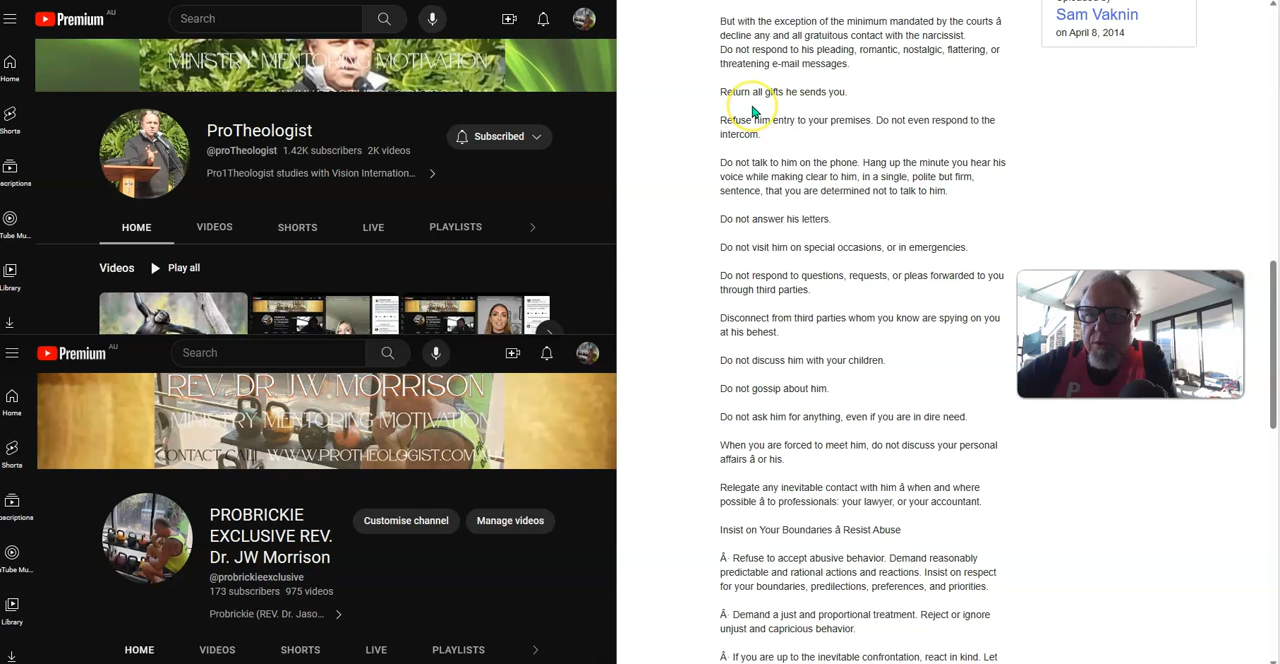 Premium AU
Search
Home
Shorts
scriptions
Tube Mu...
Library
MINISTRY MENTORING MOTIVATION
ProTheologist
@proTheologist 1.42K subscribers 2K videos
Pro1Theologist studies with Vision Internation...
Subscribed
HOME
VIDEOS
SHORTS
LIVE
PLAYLISTS
Videos
Play all
Premium AU
Search
Home
Shorts
scriptions
Tube Mu...
Library
REV. DR. JW MORRISON
MINISTRY MENTORING MOTIVATION
CONTACT CALL WWW.PROTHEOLOGIST.COM.AU
PROBRICKIE
EXCLUSIVE REV.
Dr. JW Morrison
@probrickieexclusive
173 subscribers 975 videos
Probrickie (REV. Dr. Jaso...
Customise channel
Manage videos
HOME
VIDEOS
SHORTS
LIVE
PLAYLISTS
But with the exception of the minimum mandated by the courts â
decline any and all gratuitous contact with the narcissist.
Do not respond to his pleading, romantic, nostalgic, flattering, or
threatening e-mail messages.
Return all gifts he sends you.
Refuse him entry to your premises. Do not even respond to the
intercom.
Do not talk to him on the phone. Hang up the minute you hear his
voice while making clear to him, in a single, polite but firm,
sentence, that you are determined not to talk to him.
Do not answer his letters.
Do not visit him on special occasions, or in emergencies.
Do not respond to questions, requests, or pleas forwarded to you
through third parties.
Disconnect from third parties whom you know are spying on you
at his behest.
Do not discuss him with your children.
Do not gossip about him.
Do not ask him for anything, even if you are in dire need.
When you are forced to meet him, do not discuss your personal
affairs â or his.
Relegate any inevitable contact with him â when and where
possible â to professionals: your lawyer, or your accountant.
Insist on Your Boundaries â Resist Abuse
Â· Refuse to accept abusive behavior. Demand reasonably
predictable and rational actions and reactions. Insist on respect
for your boundaries, predilections, preferences, and priorities.
Â· Demand a just and proportional treatment. Reject or ignore
unjust and capricious behavior.
Â· If you are up to the inevitable confrontation, react in kind. Let
Sam Vaknin
on April 8, 2014